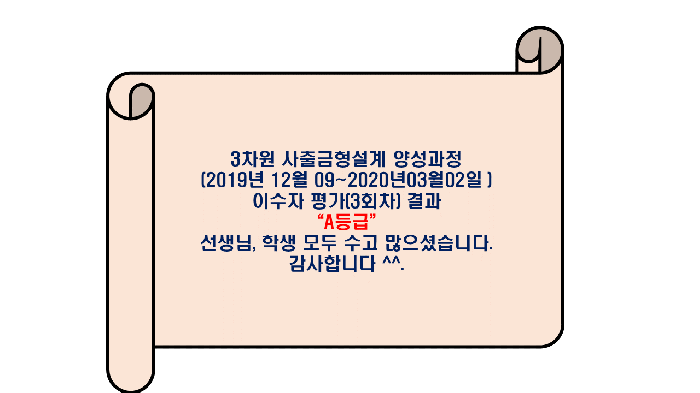 3차원 사출금형설계 양성과정
(2019년 12월 09~2020년03월02일 )
이수자 평가(3회차) 결과
“A등급”
선생님, 학생 모두 수고 많으셨습니다.
감사합니다 ^^.